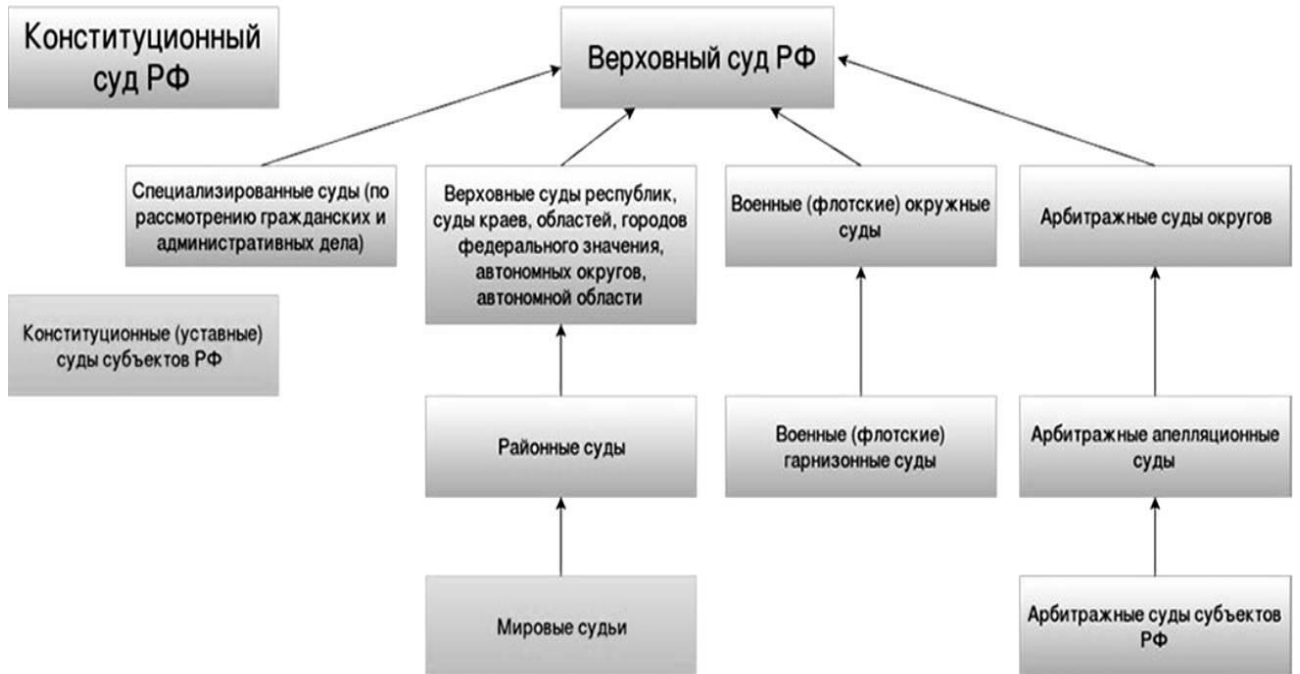 Конституционный
суд РФ
Верховный суд РФ
Специализированные суды (по
рассмотрению гражданских и
административных дела)
Верховные суды республик,
суды краев, областей, городов
федерального значения,
автономных округов,
автономной области
Военные (флотские) окружные
суды
Арбитражные суды округов
Конституционные (уставные)
суды субъектов РФ
Районные суды
Военные (флотские)
гарнизонные суды
Арбитражные апелляционные
суды
Мировые судьи
Арбитражные суды субъектов
РФ